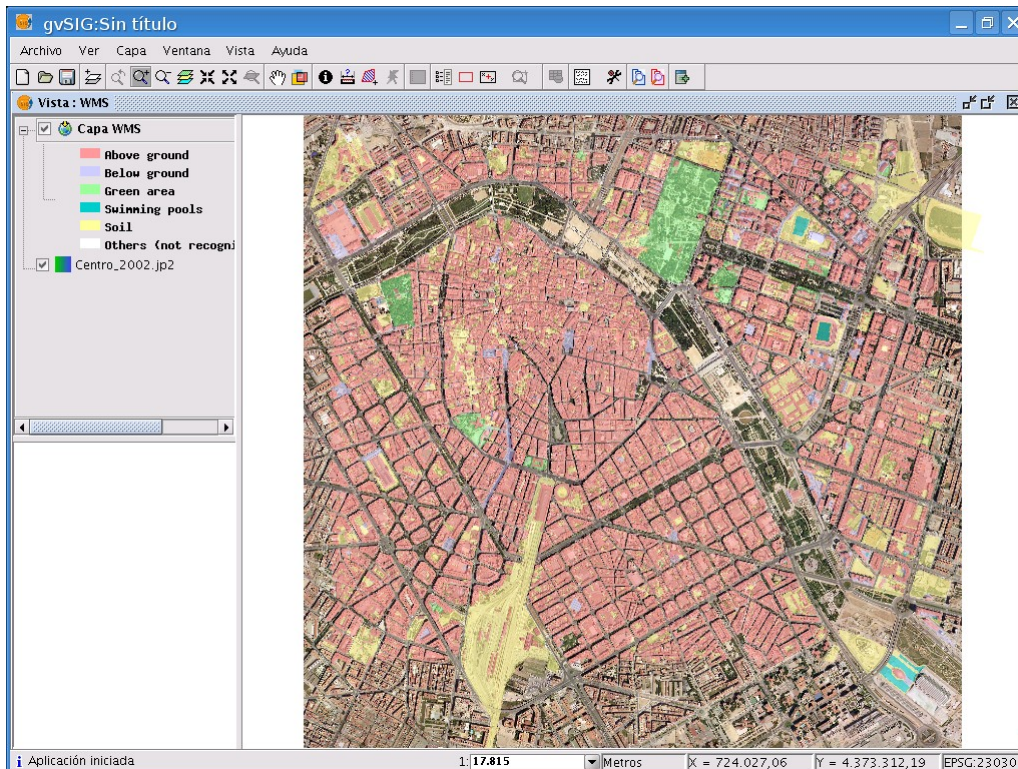 gvSIG:Sin título
Archivo Ver Capa Ventana Vista Ayuda
Vista : WMS
Capa WMS
Above ground
Below ground
Green area
Swimming pools
Soil
Others (not recogni
Centro_2002.jp2
Aplicación iniciada
1: 17.815
Metros
X = 724.027,06
Y = 4.373.312,19
EPSG:23030